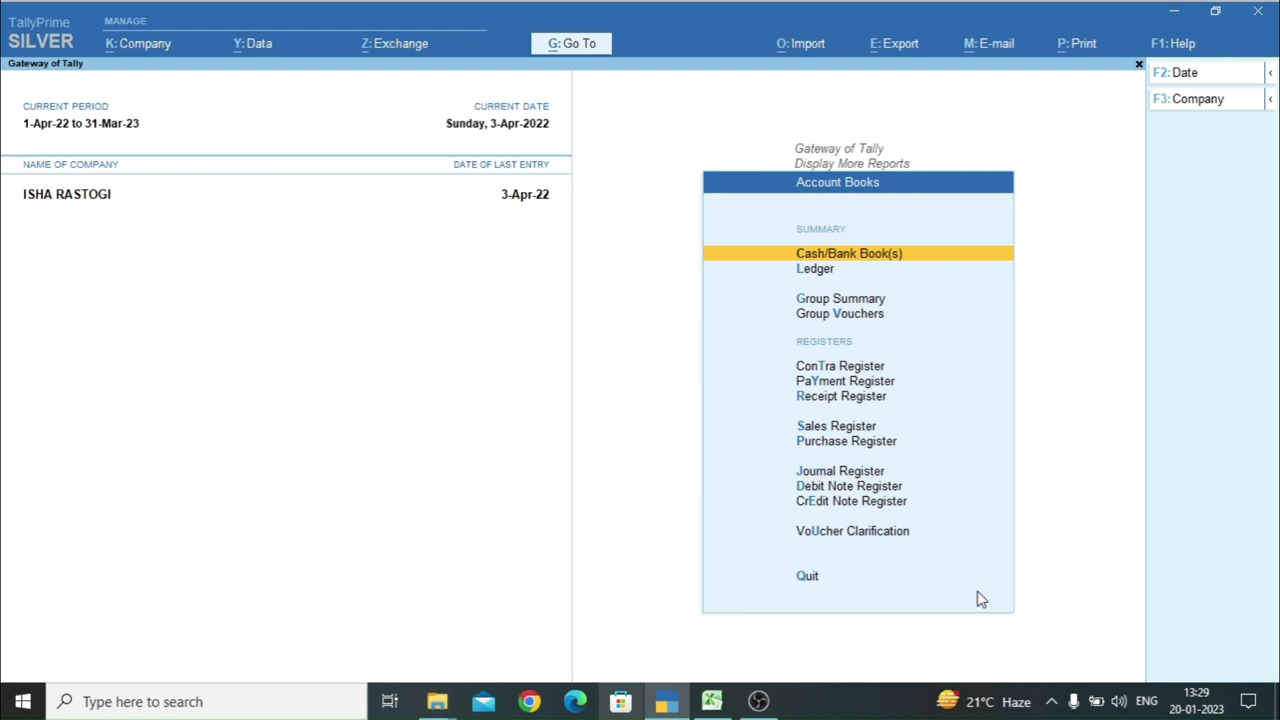 TallyPrime
SILVER
MANAGE
K: Company
Y: Data
Z: Exchange
G: Go To
O: Import
E: Export
M: E-mail
P: Print
F1: Help
Gateway of Tally
F2: Date
F3: Company
CURRENT PERIOD
CURRENT DATE
1-Apr-22 to 31-Mar-23
Sunday, 3-Apr-2022
NAME OF COMPANY
DATE OF LAST ENTRY
ISHA RASTOGI
3-Apr-22
Gateway of Tally
Display More Reports
Account Books
SUMMARY
Cash/Bank Book(s)
Ledger
Group Summary
Group Vouchers
REGISTERS
ConTra Register
PaYment Register
Receipt Register
Sales Register
Purchase Register
Journal Register
Debit Note Register
CrEdit Note Register
VoUcher Clarification
Quit
Type here to search
21°C Haze
ENG
13:29
20-01-2023